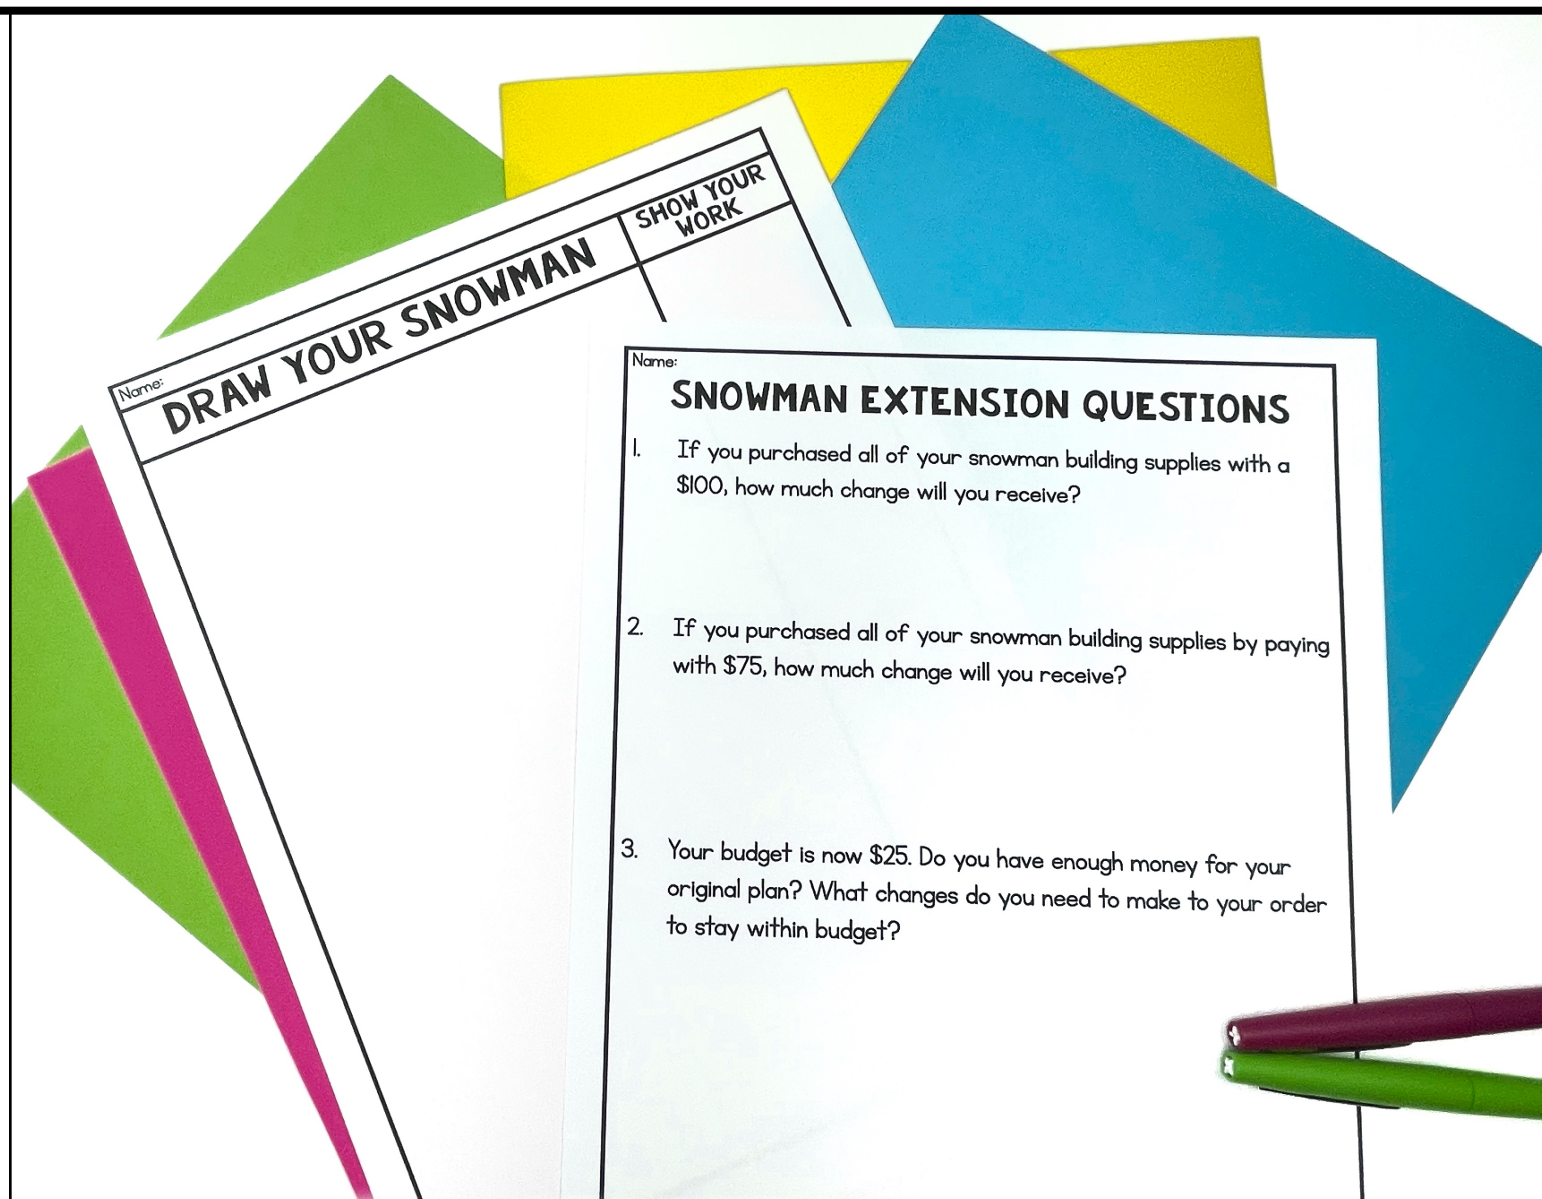 Name:
DRAW YOUR SNOWMAN
SHOW YOUR
WORK
Name:
SNOWMAN EXTENSION QUESTIONS
1. If you purchased all of your snowman building supplies with a
$100, how much change will you receive?
2. If you purchased all of your snowman building supplies by paying
with $75, how much change will you receive?
3. Your budget is now $25. Do you have enough money for your
original plan? What changes do you need to make to your order
to stay within budget?